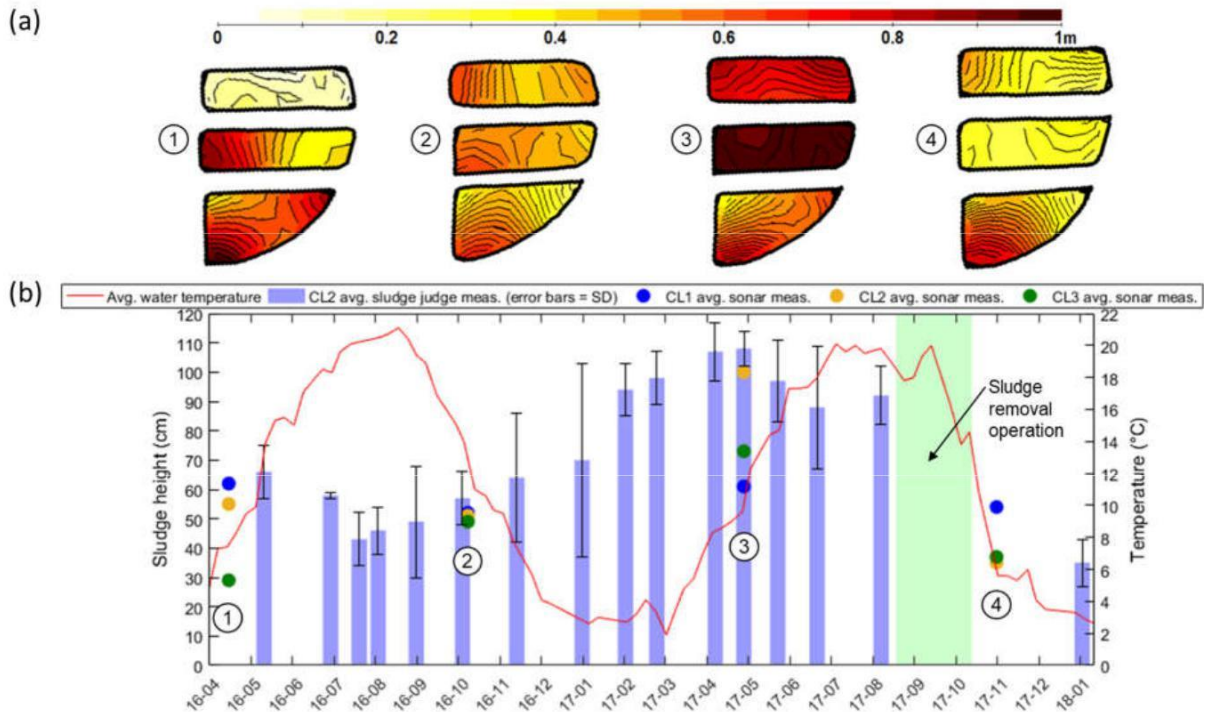 (a)
0 0.2 0.4 0.6 0.8 1m
1 2 3 4
(b)
Avg. water temperature CL2 avg. sludge judge meas. (error bars = SD) CL1 avg. sonar meas. CL2 avg. sonar meas. CL3 avg. sonar meas.
Sludge height (cm)
120
110
100
90
80
70
60
50
40
30
20
10
0
22
20
18
16
14
12
10
8
6
4
2
0
Temperature (°C)
Sludge
removal
operation
1 2 3 4
16-04 16-05 16-06 16-07 16-08 16-09 16-10 16-11 16-12 17-01 17-02 17-03 17-04 17-05 17-06 17-07 17-08 17-09 17-10 17-11 17-12 18-01